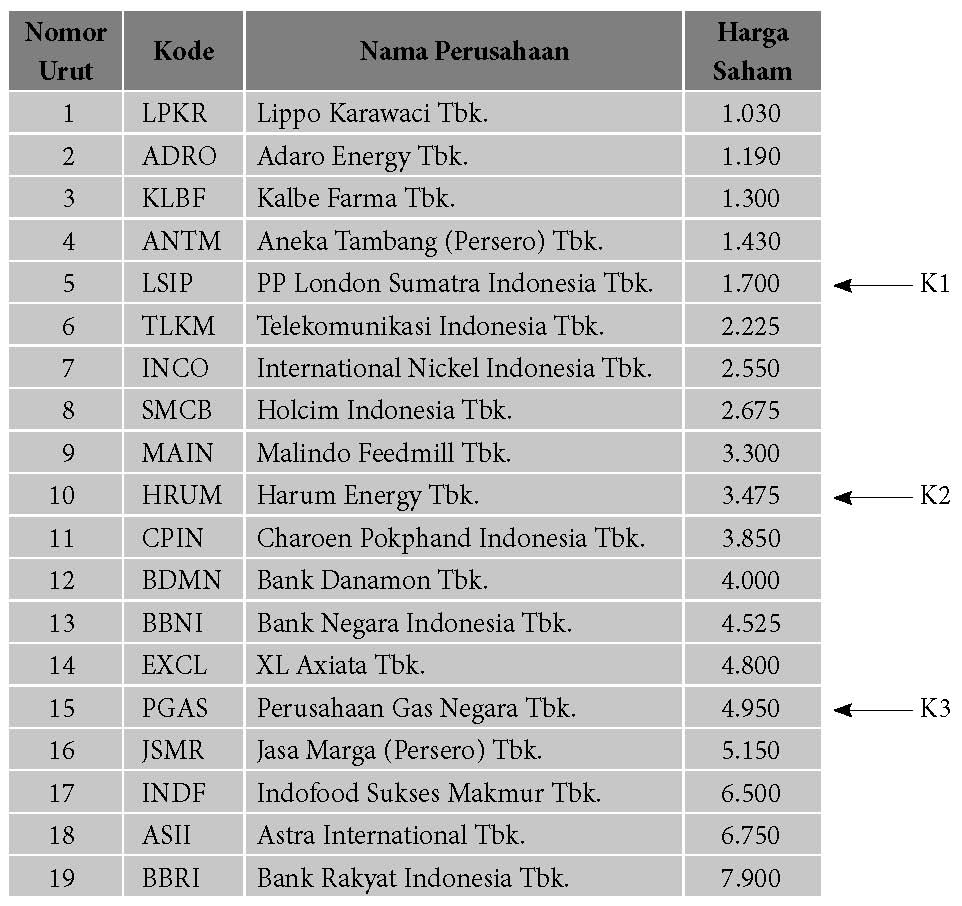 Nomor Urut Kode Nama Perusahaan Harga Saham
1 LPKR Lippo Karawaci Tbk. 1.030
2 ADRO Adaro Energy Tbk. 1.190
3 KLBF Kalbe Farma Tbk. 1.300
4 ANTM Aneka Tambang (Persero) Tbk. 1.430
5 LSIP PP London Sumatra Indonesia Tbk. 1.700 K1
6 TLKM Telekomunikasi Indonesia Tbk. 2.225
7 INCO International Nickel Indonesia Tbk. 2.550
8 SMCB Holcim Indonesia Tbk. 2.675
9 MAIN Malindo Feedmill Tbk. 3.300
10 HRUM Harum Energy Tbk. 3.475 K2
11 CPIN Charoen Pokphand Indonesia Tbk. 3.850
12 BDMN Bank Danamon Tbk. 4.000
13 BBNI Bank Negara Indonesia Tbk. 4.525
14 EXCL XL Axiata Tbk. 4.800
15 PGAS Perusahaan Gas Negara Tbk. 4.950 K3
16 JSMR Jasa Marga (Persero) Tbk. 5.150
17 INDF Indofood Sukses Makmur Tbk. 6.500
18 ASII Astra International Tbk. 6.750
19 BBRI Bank Rakyat Indonesia Tbk. 7.900